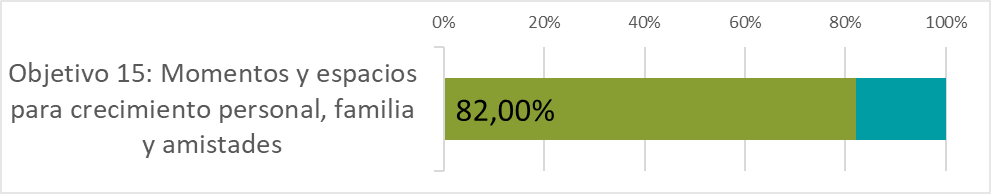 0% 20% 40% 60% 80% 100%
Objetivo 15: Momentos y espacios
para crecimiento personal, familia
y amistades
82,00%